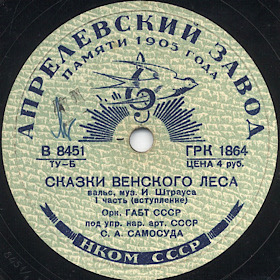 АПРЕЛЕВСКИЙ ЗАВОД
ПАМЯТИ 1905 ГОДА
В 8451 ГРК 1864
ТУ-Б ЦЕНА 4 руб.
СКАЗКИ ВЕНСКОГО ЛЕСА
вальс, муз. И. Штрауса
1 часть (вступление)
Орк. ГАБТ СССР
под упр. нар. арт. СССР
С. А. САМОСУДА
НКОМ СССР